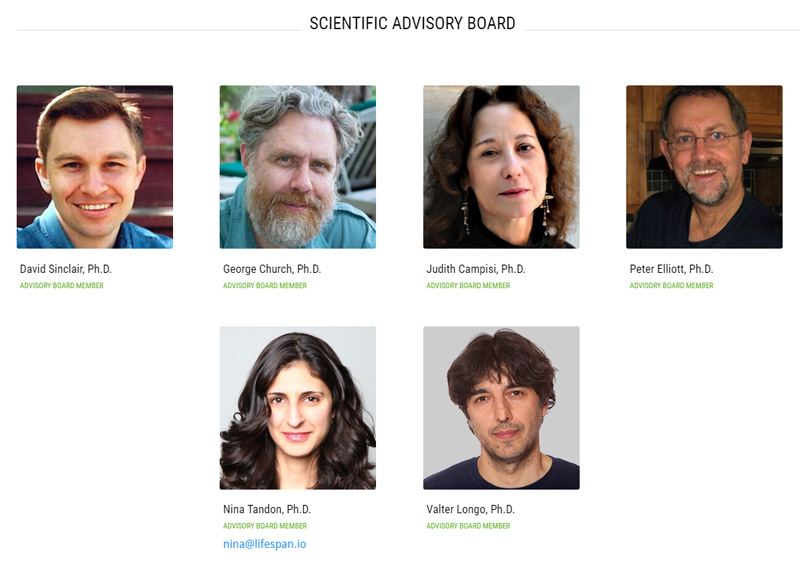 SCIENTIFIC ADVISORY BOARD
David Sinclair, Ph.D.
ADVISORY BOARD MEMBER
George Church, Ph.D.
ADVISORY BOARD MEMBER
Judith Campisi, Ph.D.
ADVISORY BOARD MEMBER
Peter Elliott, Ph.D.
ADVISORY BOARD MEMBER
Nina Tandon, Ph.D.
ADVISORY BOARD MEMBER
nina@lifespan.io
Valter Longo, Ph.D.
ADVISORY BOARD MEMBER